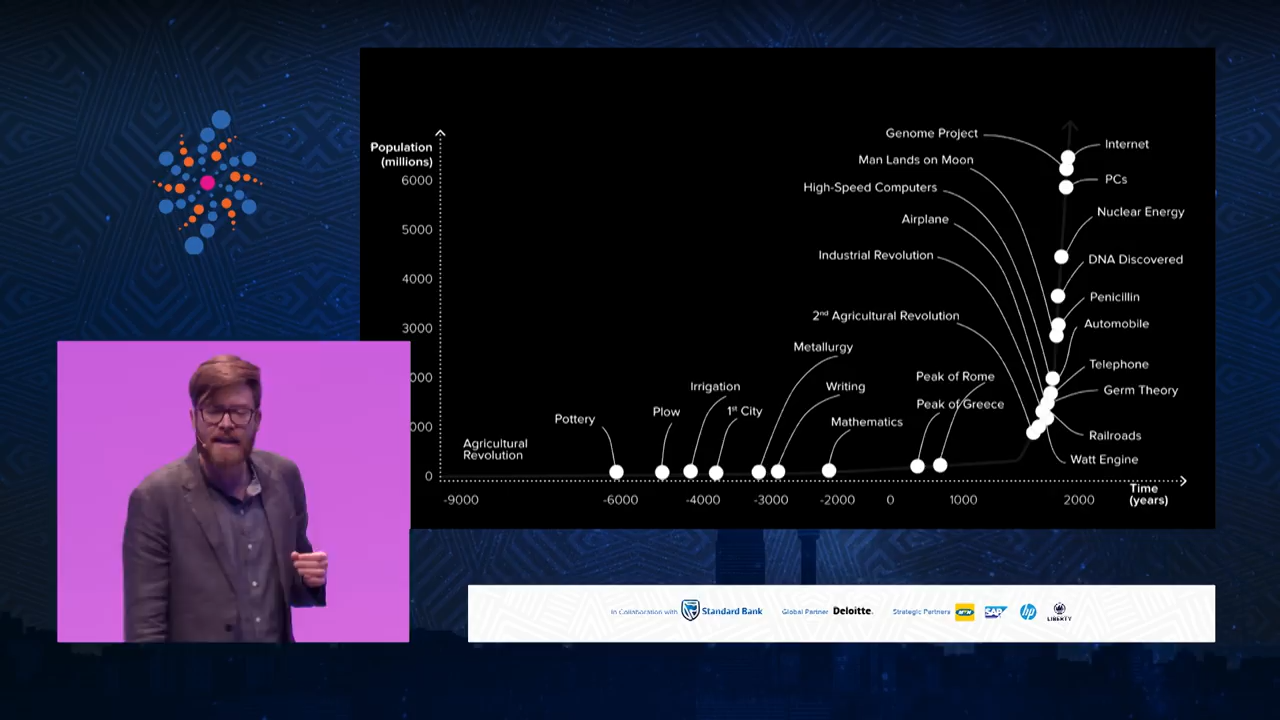 Population
(millions)
6000
5000
4000
3000
000
000
0
Genome Project
Man Lands on Moon
High-Speed Computers
Airplane
Industrial Revolution
2nd Agricultural Revolution
Metallurgy
Irrigation
Writing
Peak of Rome
Plow
1st City
Peak of Greece
Pottery
Mathematics
Agricultural
Revolution
Internet
PCs
Nuclear Energy
DNA Discovered
Penicillin
Automobile
Telephone
Germ Theory
Railroads
Watt Engine
-9000
-6000
-4000
-3000
-2000
0
1000
2000
Time
(years)
In Collaboration with Standard Bank Global Partner Deloitte. Strategic Partners MTN SAP hp LIBERTY